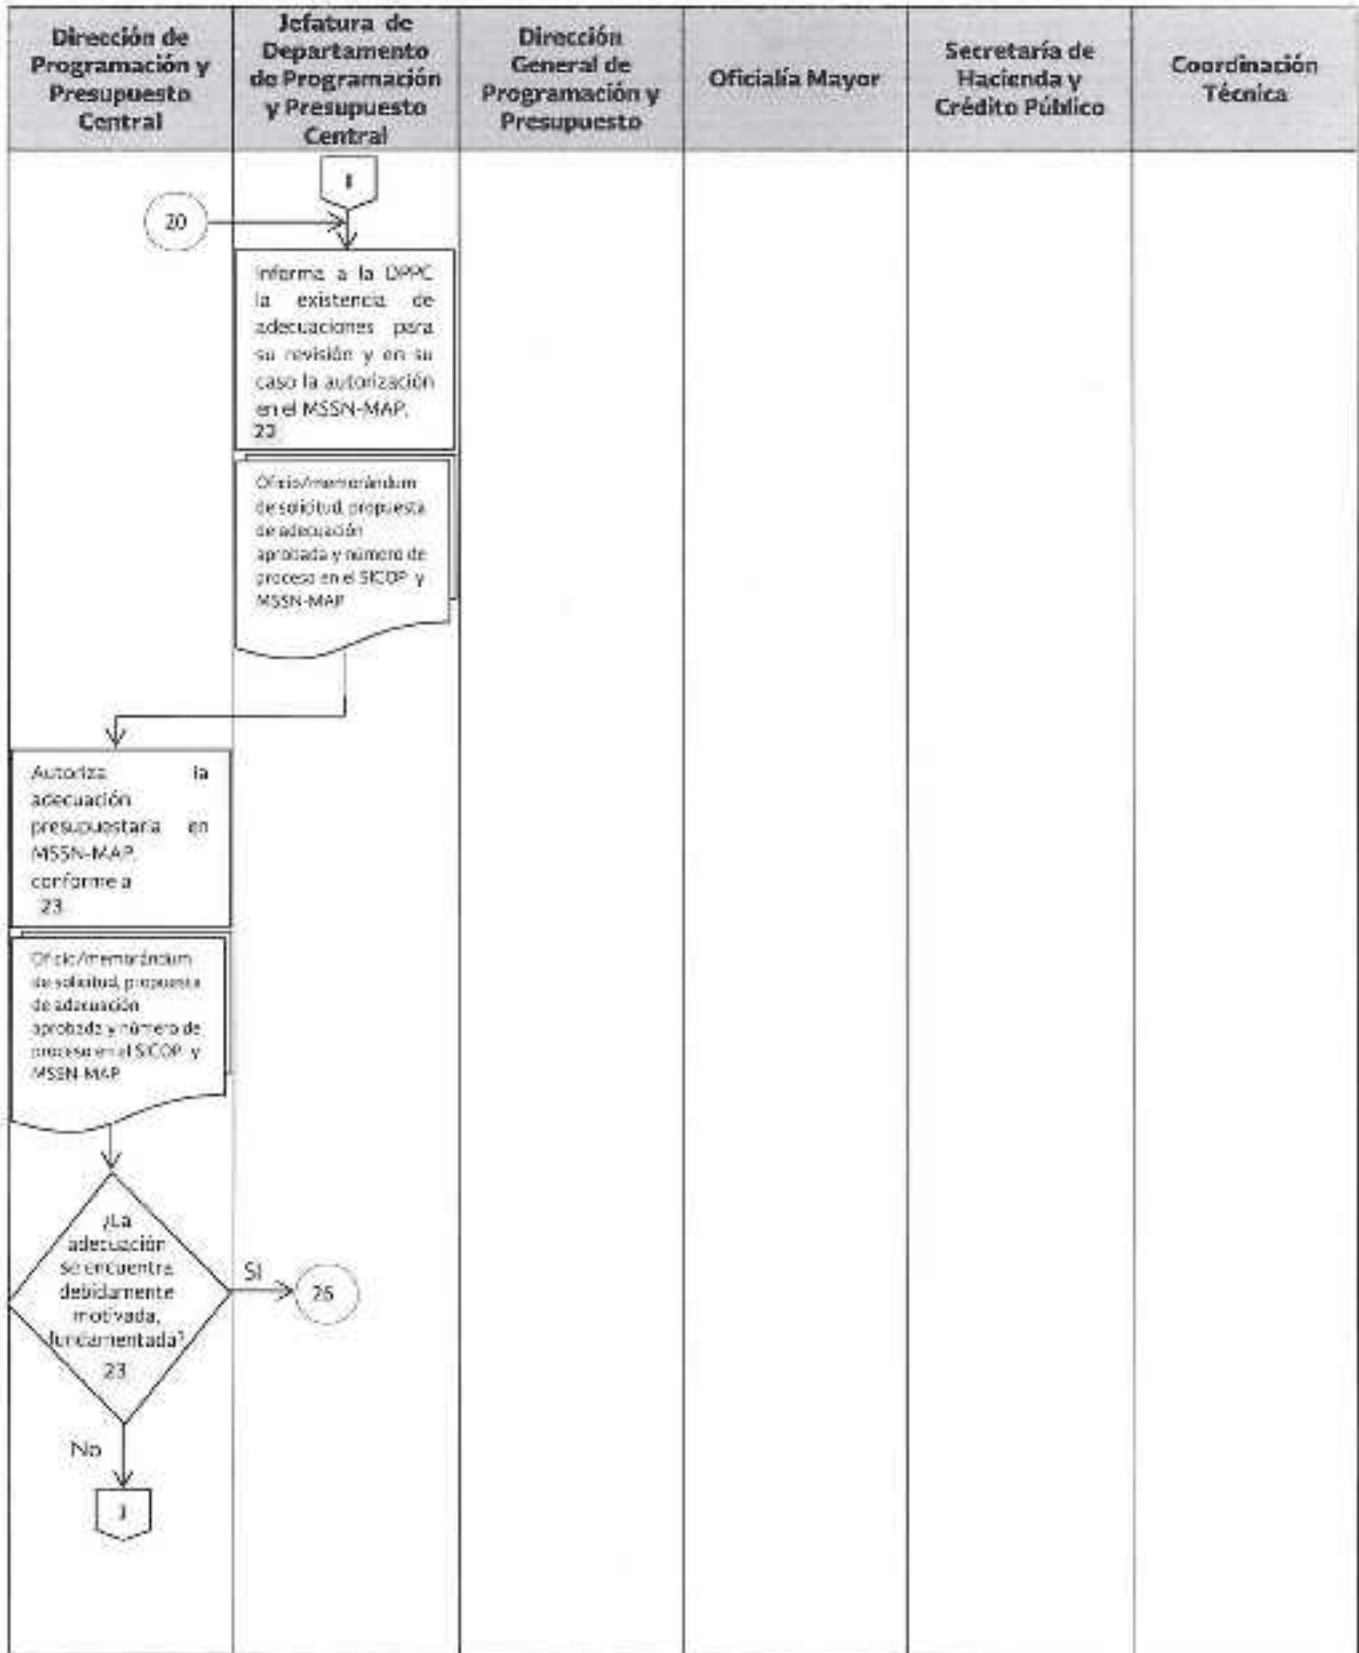 Dirección de
Programación y
Presupuesto
Central
Jefatura de
Departamento
de Programación
y Presupuesto
Central
Dirección
General de
Programación y
Presupuesto
Oficialía Mayor
Secretaría de
Hacienda y
Crédito Público
Coordinación
Técnica
I
20
Informa a la DPPC
la existencia de
adecuaciones para
su revisión y en su
caso la autorización
en el MSSN-MAP.
23
Oficio/memorándum
de solicitud, propuesta
de adecuación
aprobada y número de
proceso en el SICOP y
MSSN-MAP
Autoriza la
adecuación
presupuestaria en
MSSN-MAP,
conforme a
23
Oficio/memorándum
de solicitud, propuesta
de adecuación
aprobada y número de
proceso en el SICOP y
MSSN-MAP
¿La
adecuación
se encuentra
debidamente
motivada,
fundamentada?
23
SI
26
No
J